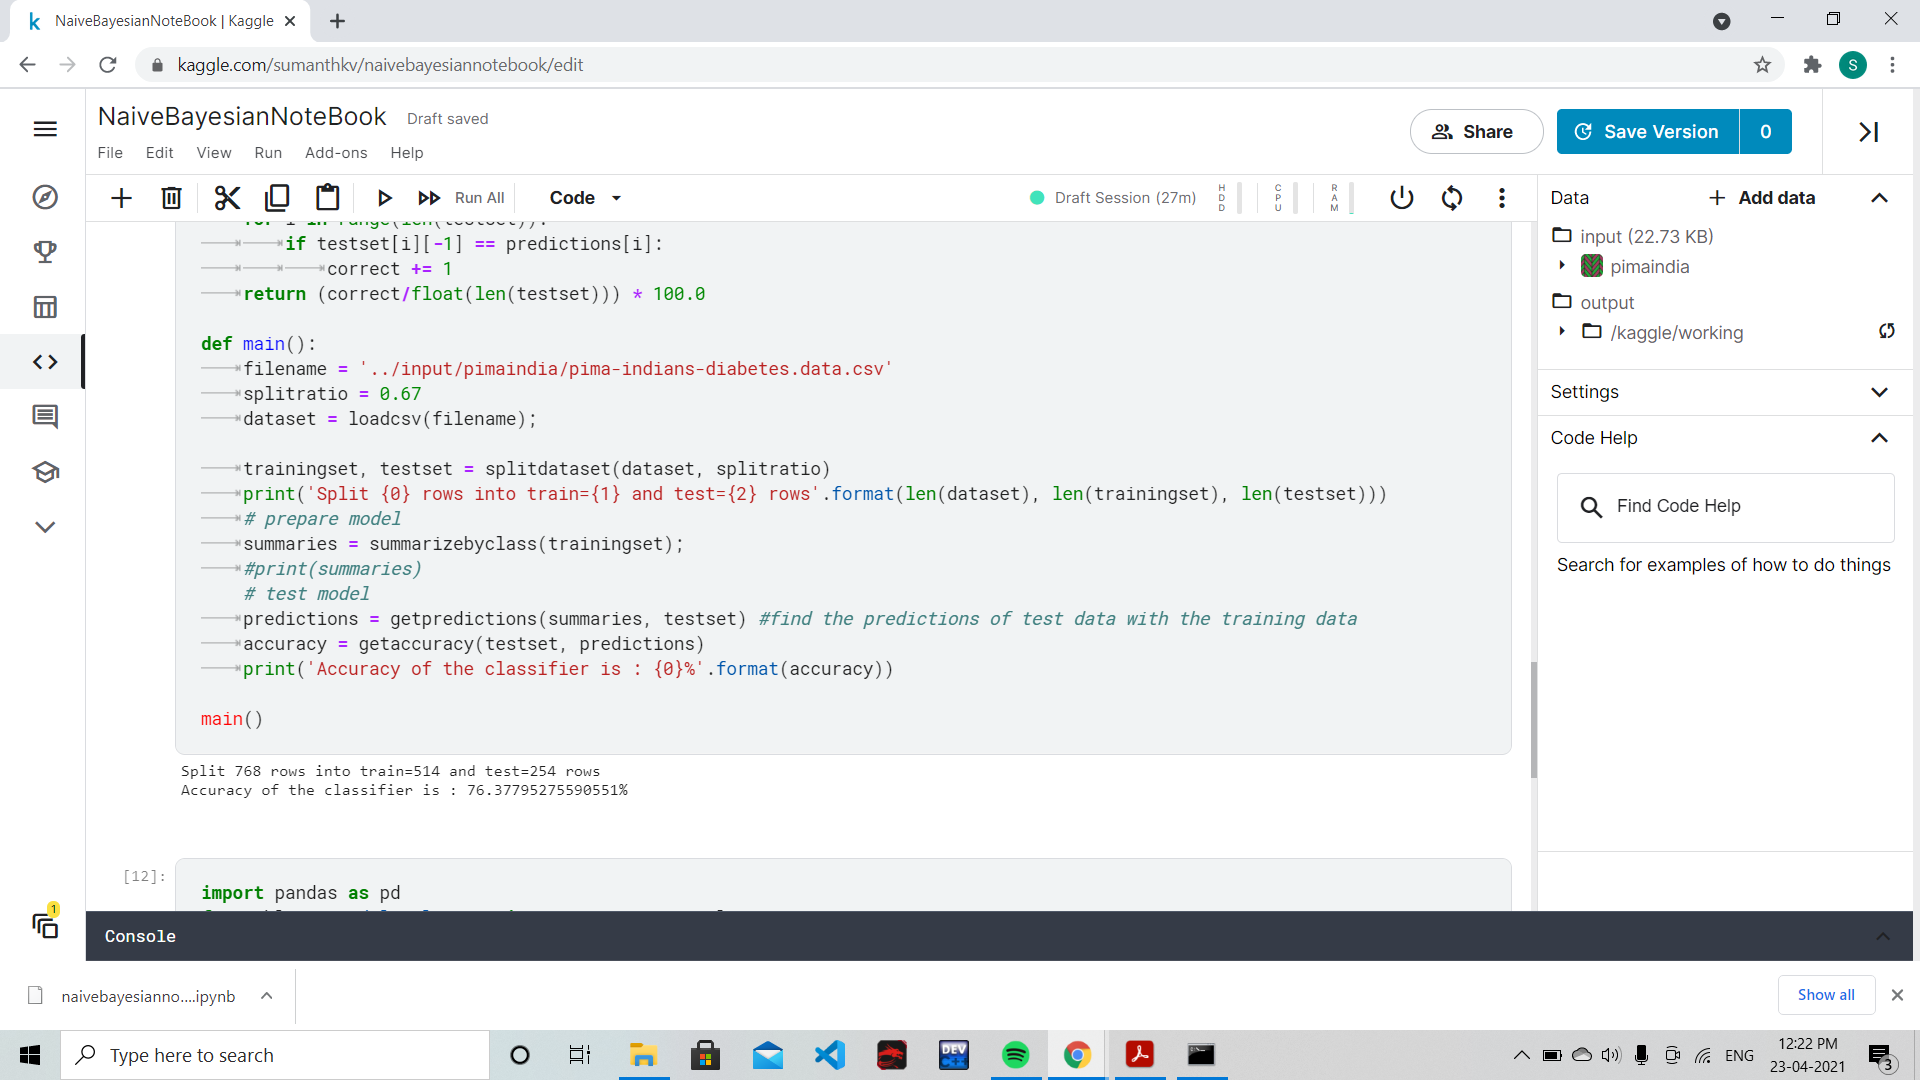 NaiveBayesianNoteBook | Kaggle
kaggle.com/sumanthkv/naivebayesiannotebook/edit
S
NaiveBayesianNoteBook Draft saved
File Edit View Run Add-ons Help
Share
Save Version 0
Run All
Code
Draft Session (27m)
HDD
CPU
RAM
for i in range(len(testset)):
if testset[i][-1] == predictions[i]:
correct += 1
return (correct/float(len(testset))) * 100.0
def main():
filename = '../input/pimaindia/pima-indians-diabetes.data.csv'
splitratio = 0.67
dataset = loadcsv(filename);
trainingset, testset = splitdataset(dataset, splitratio)
print('Split {0} rows into train={1} and test={2} rows'.format(len(dataset), len(trainingset), len(testset)))
# prepare model
summaries = summarizebyclass(trainingset);
#print(summaries)
# test model
predictions = getpredictions(summaries, testset) #find the predictions of test data with the training data
accuracy = getaccuracy(testset, predictions)
print('Accuracy of the classifier is : {0}%'.format(accuracy))
main()
Split 768 rows into train=514 and test=254 rows
Accuracy of the classifier is : 76.37795275590551%
[12]:
import pandas as pd
Data
Add data
input (22.73 KB)
pimaindia
output
/kaggle/working
Settings
Code Help
Find Code Help
Search for examples of how to do things
1
Console
naivebayesianno....ipynb
Show all
Type here to search
DEV
ENG
12:22 PM
23-04-2021
3